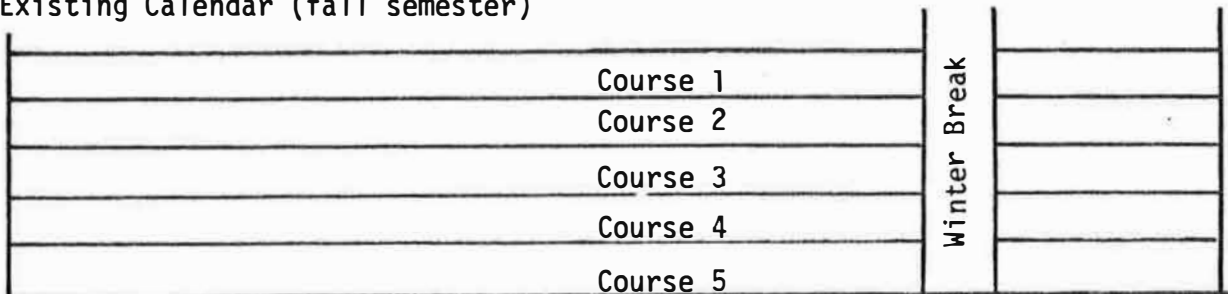 Existing Calendar (fall semester)
Course 1
Course 2
Course 3
Course 4
Course 5
Winter Break